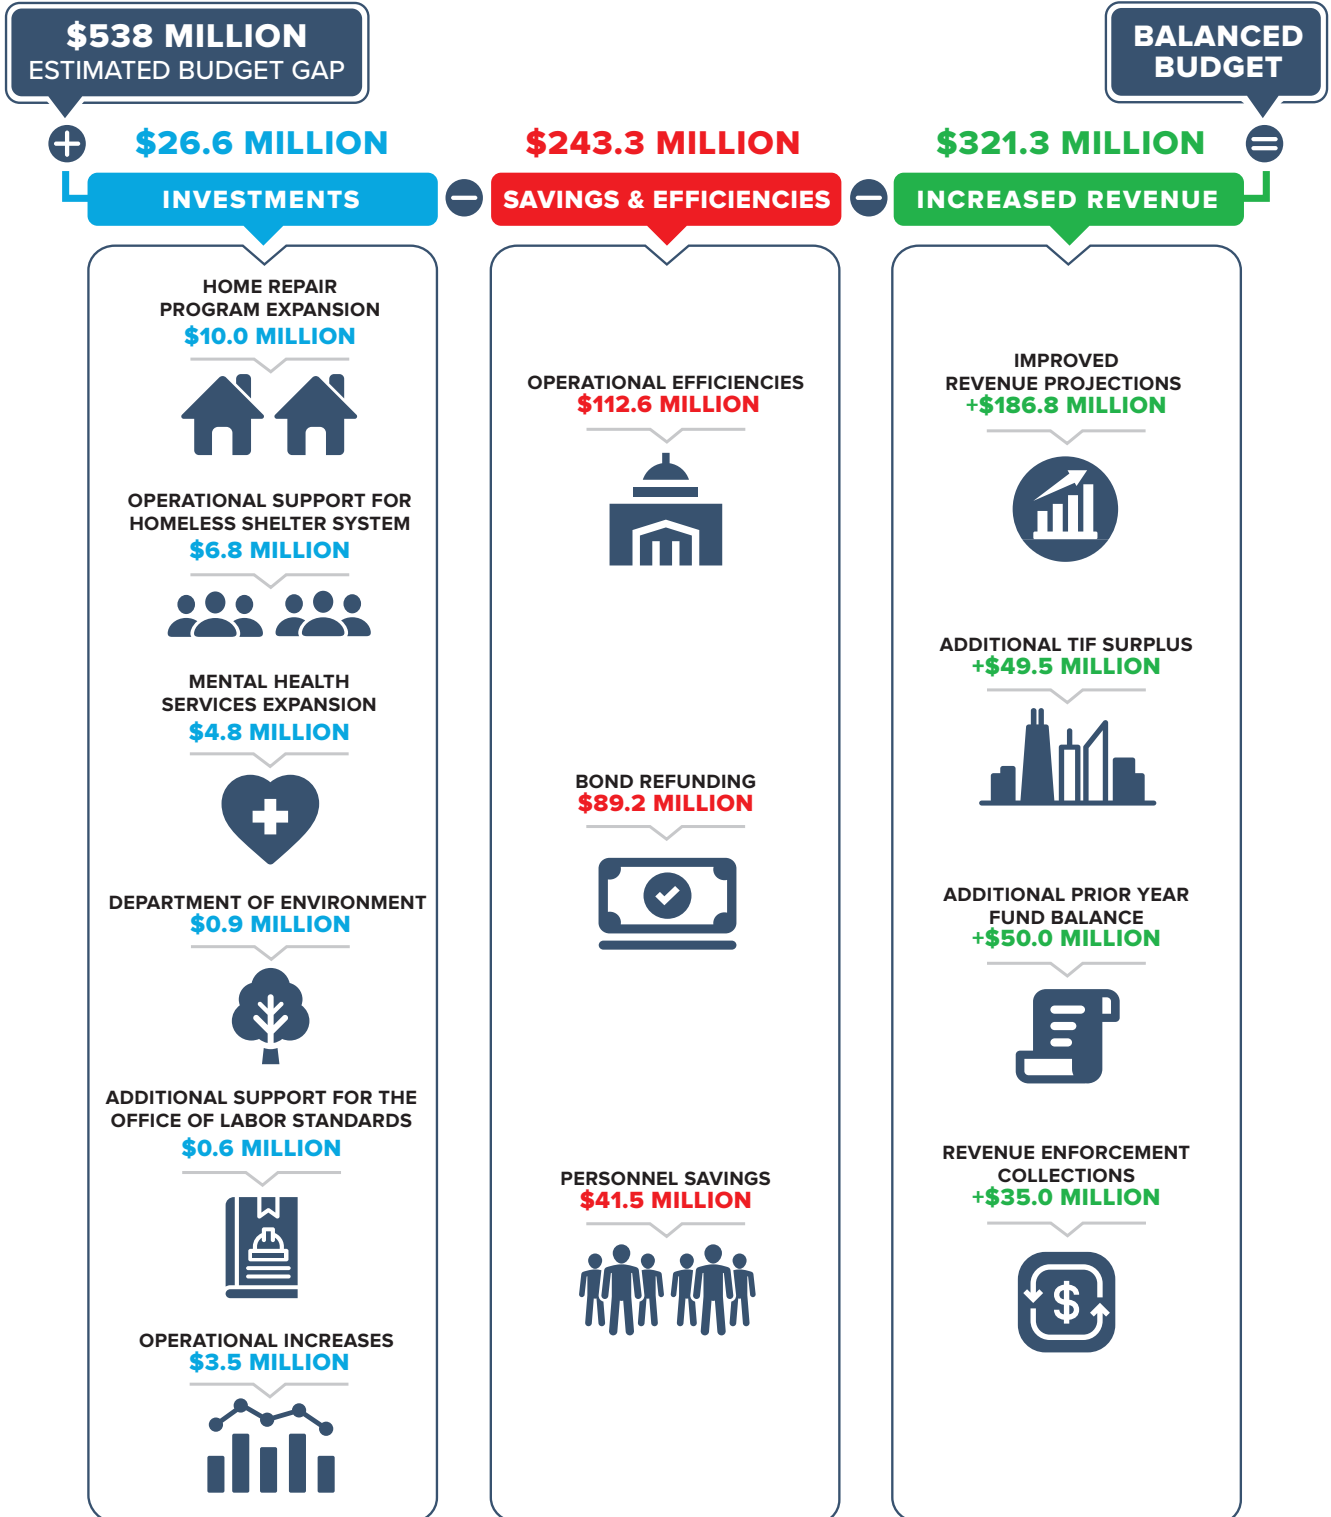 $538 MILLION
ESTIMATED BUDGET GAP
BALANCED
BUDGET
$26.6 MILLION
INVESTMENTS
$243.3 MILLION
SAVINGS & EFFICIENCIES
$321.3 MILLION
INCREASED REVENUE
HOME REPAIR
PROGRAM EXPANSION
$10.0 MILLION
OPERATIONAL SUPPORT FOR
HOMELESS SHELTER SYSTEM
$6.8 MILLION
MENTAL HEALTH
SERVICES EXPANSION
$4.8 MILLION
DEPARTMENT OF ENVIRONMENT
$0.9 MILLION
ADDITIONAL SUPPORT FOR THE
OFFICE OF LABOR STANDARDS
$0.6 MILLION
OPERATIONAL INCREASES
$3.5 MILLION
OPERATIONAL EFFICIENCIES
$112.6 MILLION
BOND REFUNDING
$89.2 MILLION
PERSONNEL SAVINGS
$41.5 MILLION
IMPROVED
REVENUE PROJECTIONS
+$186.8 MILLION
ADDITIONAL TIF SURPLUS
+$49.5 MILLION
ADDITIONAL PRIOR YEAR
FUND BALANCE
+$50.0 MILLION
REVENUE ENFORCEMENT
COLLECTIONS
+$35.0 MILLION
$